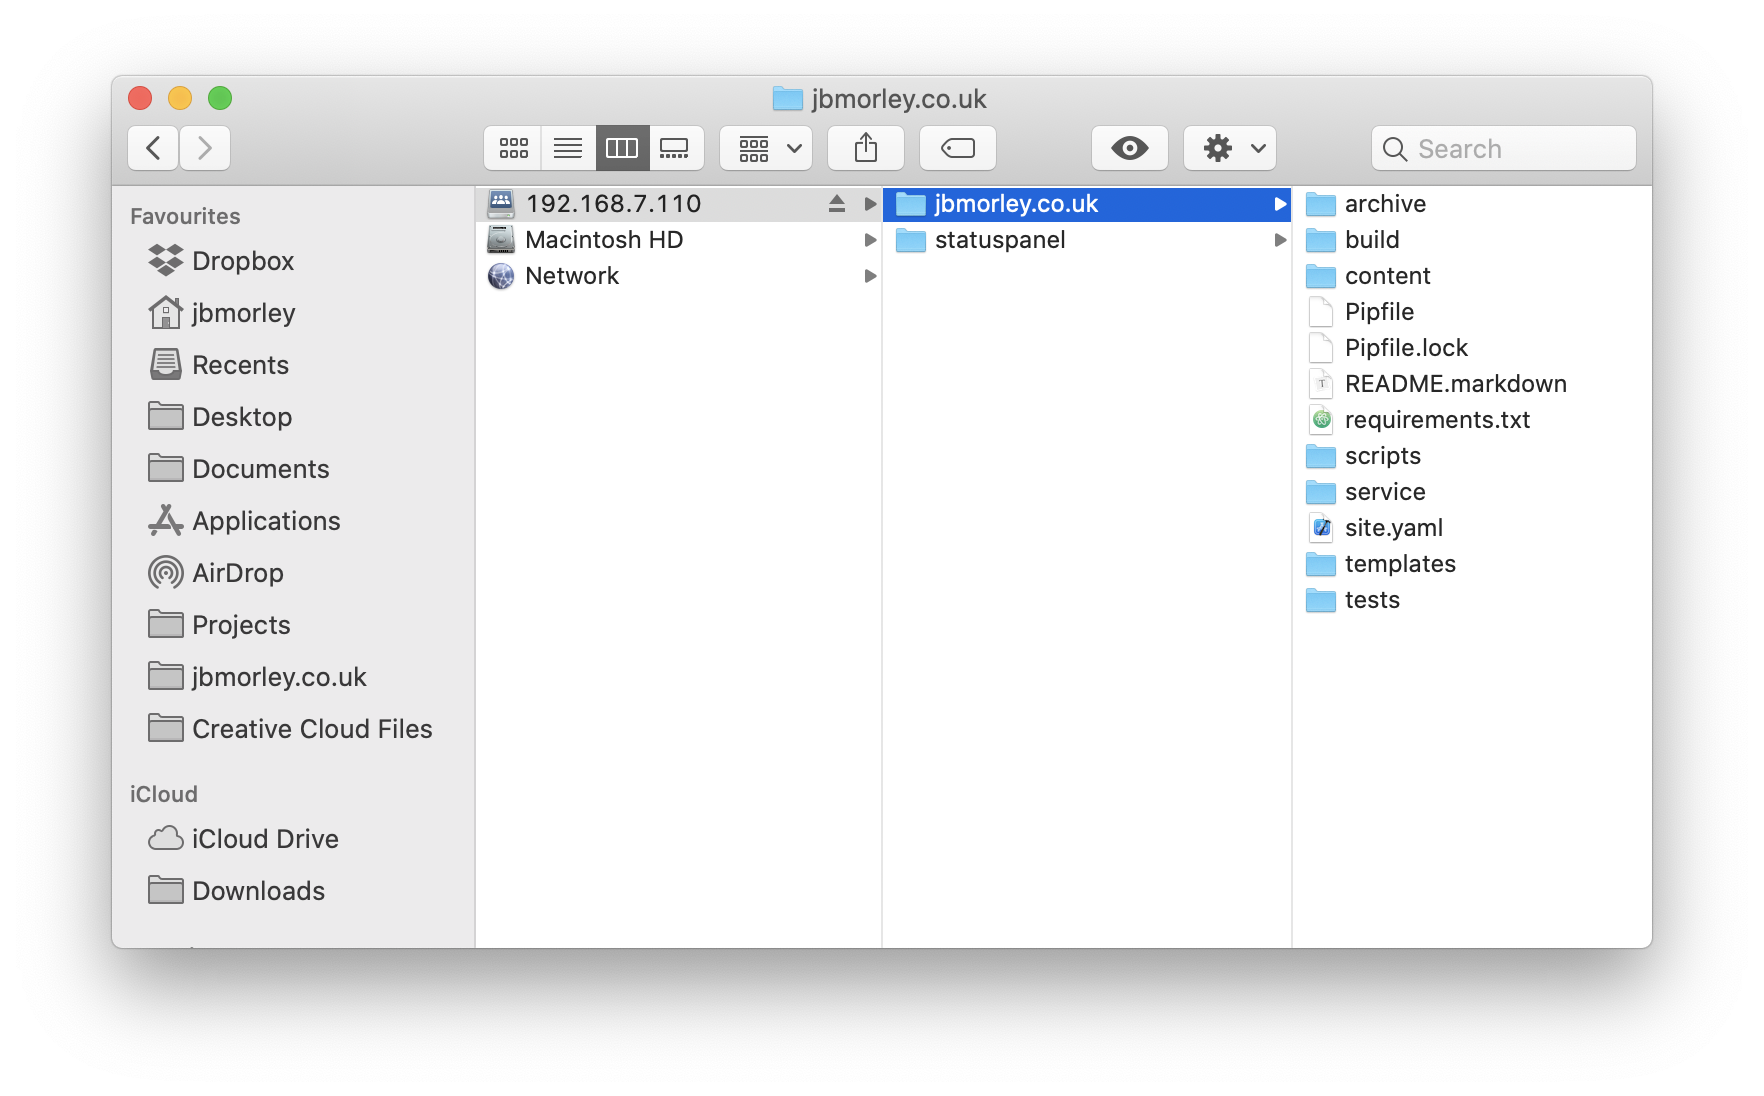 jbmorley.co.uk
Search
Favourites
Dropbox
jbmorley
Recents
Desktop
Documents
Applications
AirDrop
Projects
jbmorley.co.uk
Creative Cloud Files
iCloud
iCloud Drive
Downloads
192.168.7.110
Macintosh HD
Network
jbmorley.co.uk
statuspanel
archive
build
content
Pipfile
Pipfile.lock
README.markdown
requirements.txt
scripts
service
site.yaml
templates
tests